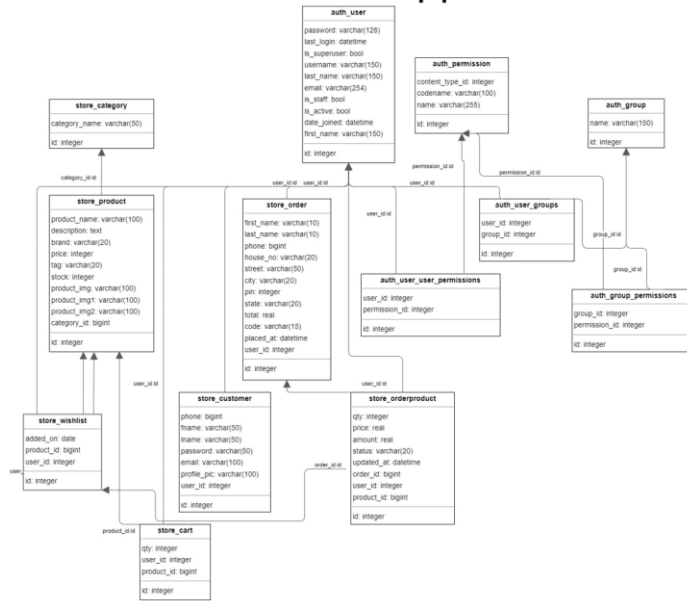 auth_user
password: varchar(128)
last_login: datetime
is_superuser: bool
username: varchar(150)
last_name: varchar(150)
email: varchar(254)
is_staff: bool
is_active: bool
date_joined: datetime
first_name: varchar(150)
id: integer
auth_permission
content_type_id: integer
codename: varchar(100)
name: varchar(255)
id: integer
auth_group
name: varchar(150)
id: integer
store_category
category_name: varchar(50)
id: integer
category_id:id
user_id:id
user_id:id
user_id:id
permission_id:id
permission_id:id
store_product
product_name: varchar(100)
description: text
brand: varchar(20)
price: integer
tag: varchar(20)
stock: integer
product_img: varchar(100)
product_img1: varchar(100)
product_img2: varchar(100)
category_id: bigint
id: integer
store_order
first_name: varchar(10)
last_name: varchar(10)
phone: bigint
house_no: varchar(20)
street: varchar(50)
city: varchar(20)
pin: integer
state: varchar(20)
total: real
code: varchar(15)
placed_at: datetime
user_id: integer
id: integer
auth_user_groups
user_id: integer
group_id: integer
id: integer
user_id:id
group_id:id
group_id:id
auth_user_user_permissions
user_id: integer
permission_id: integer
id: integer
auth_group_permissions
group_id: integer
permission_id: integer
id: integer
user_id:id
user_id:id
store_wishlist
added_on: date
product_id: bigint
user_id: integer
id: integer
user_
store_customer
phone: bigint
fname: varchar(50)
lname: varchar(50)
password: varchar(50)
email: varchar(100)
profile_pic: varchar(100)
user_id: integer
id: integer
order_id:id
store_orderproduct
qty: integer
price: real
amount: real
status: varchar(20)
updated_at: datetime
order_id: bigint
user_id: integer
product_id: bigint
id: integer
product_id:id
store_cart
qty: integer
user_id: integer
product_id: bigint
id: integer